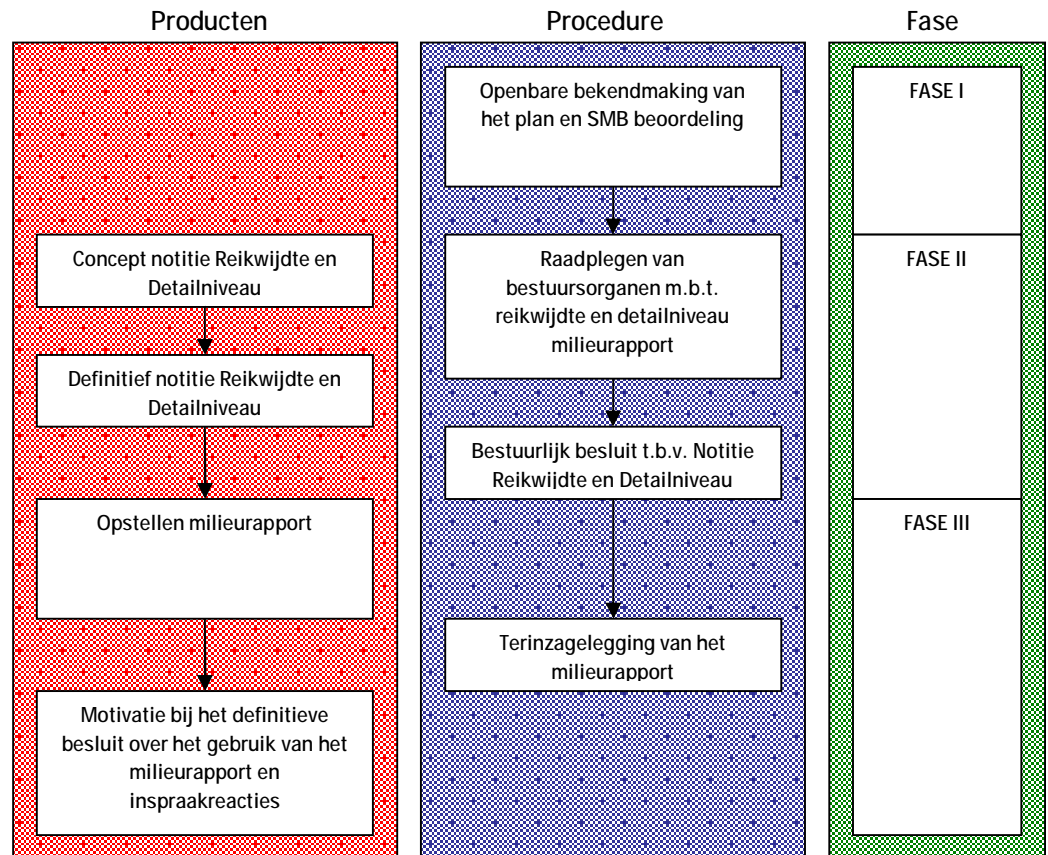 Producten
Concept notitie Reikwijdte en
Detailniveau
Definitief notitie Reikwijdte en
Detailniveau
Opstellen milieurapport
Motivatie bij het definitieve
besluit over het gebruik van het
milieurapport en
inspraakreacties
Procedure
Openbare bekendmaking van
het plan en SMB beoordeling
Raadplegen van
bestuursorganen m.b.t.
reikwijdte en detailniveau
milieurapport
Bestuurlijk besluit t.b.v. Notitie
Reikwijdte en Detailniveau
Terinzagelegging van het
milieurapport
Fase
FASE I
FASE II
FASE III